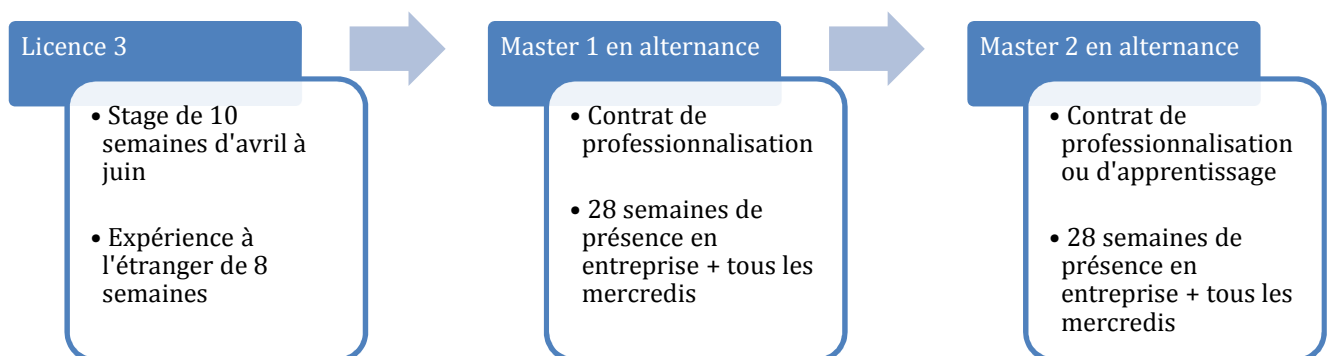 Licence 3
• Stage de 10
semaines d'avril à
juin
• Expérience à
l'étranger de 8
semaines
Master 1 en alternance
• Contrat de
professionnalisation
• 28 semaines de
présence en
entreprise + tous les
mercredis
Master 2 en alternance
• Contrat de
professionnalisation
ou d'apprentissage
• 28 semaines de
présence en
entreprise + tous les
mercredis